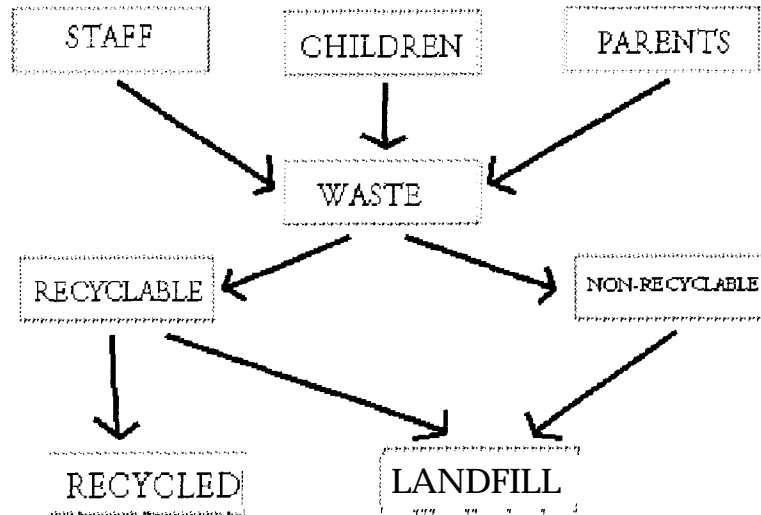 STAFF
CHILDREN
PARENTS
WASTE
RECYCLABLE
NON-RECYCLABLE
RECYCLED
LANDFILL